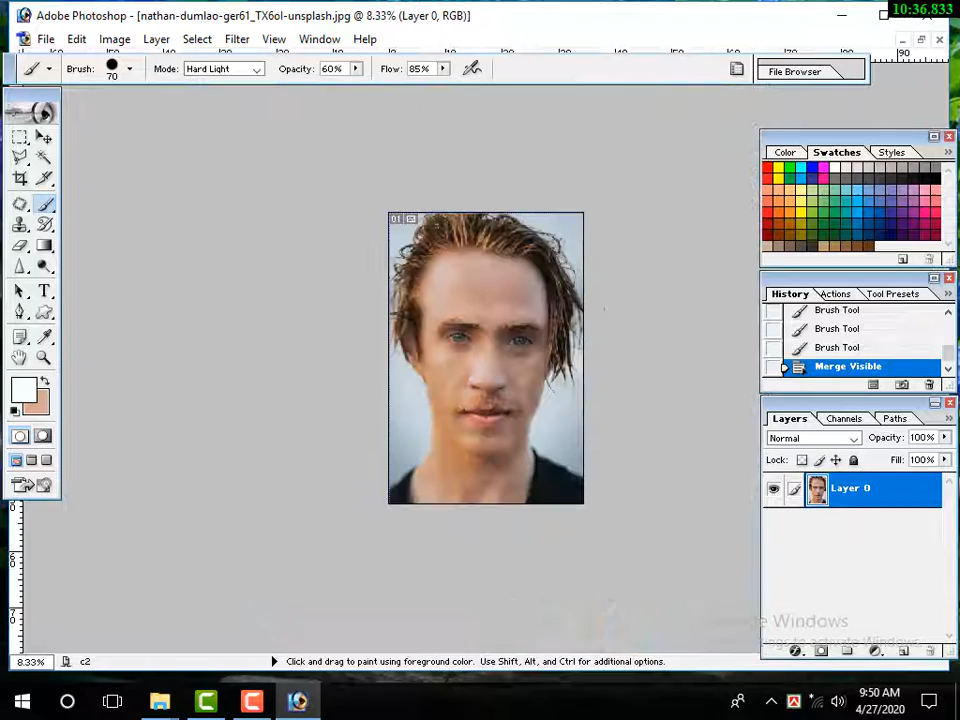 10:36.833
Adobe Photoshop - [nathan-dumlao-ger61_TX6ol-unsplash.jpg @ 8.33% (Layer 0, RGB)]
File Edit Image Layer Select Filter View Window Help
Brush: 70 Mode: Hard Light Opacity: 60% Flow: 85% File Browser
Color Swatches Styles
01
History Actions Tool Presets
Brush Tool
Brush Tool
Brush Tool
Merge Visible
Layers Channels Paths
Normal Opacity: 100%
Lock: Fill: 100%
Layer 0
Windows
8.33% c2 Click and drag to paint using foreground color. Use Shift, Alt, and Ctrl for additional options.
9:50 AM
4/27/2020